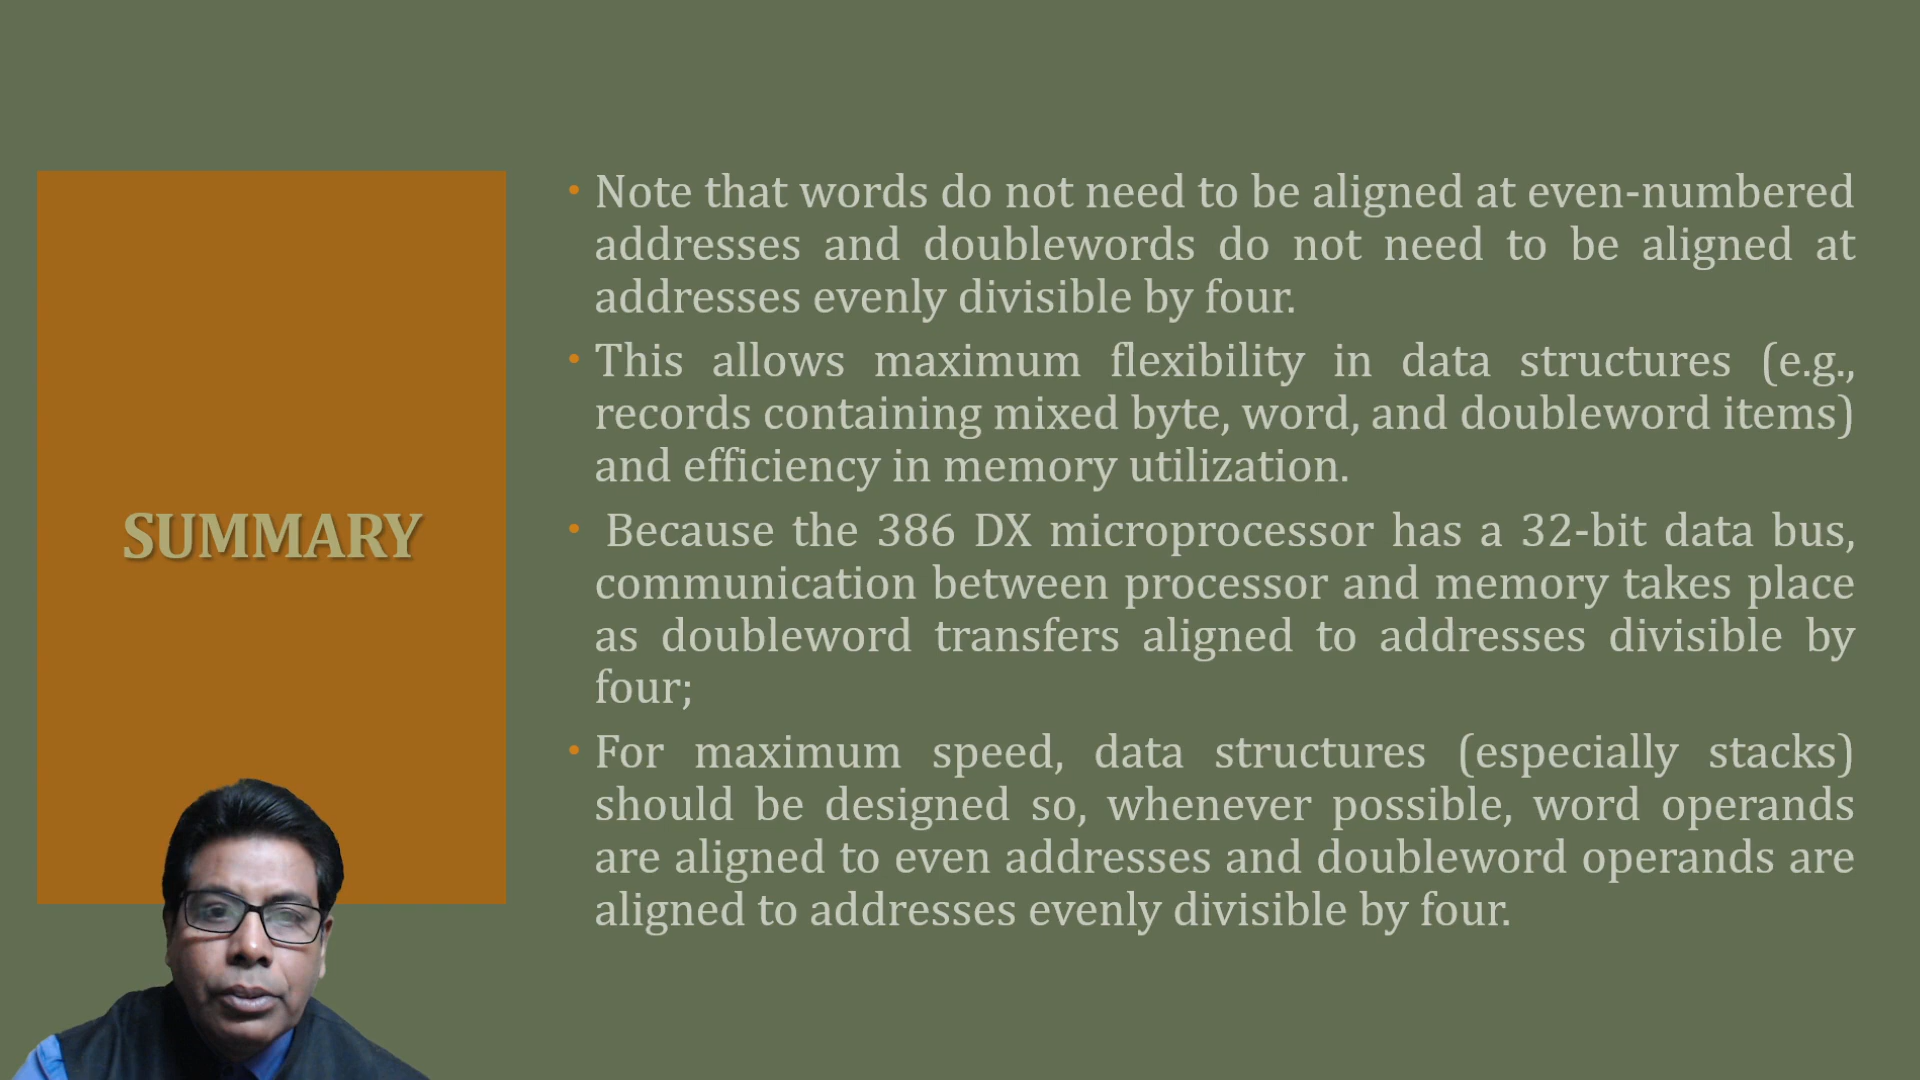 SUMMARY
• Note that words do not need to be aligned at even-numbered
addresses and doublewords do not need to be aligned at
addresses evenly divisible by four.
• This allows maximum flexibility in data structures (e.g.,
records containing mixed byte, word, and doubleword items)
and efficiency in memory utilization.
• Because the 386 DX microprocessor has a 32-bit data bus,
communication between processor and memory takes place
as doubleword transfers aligned to addresses divisible by
four;
• For maximum speed, data structures (especially stacks)
should be designed so, whenever possible, word operands
are aligned to even addresses and doubleword operands are
aligned to addresses evenly divisible by four.